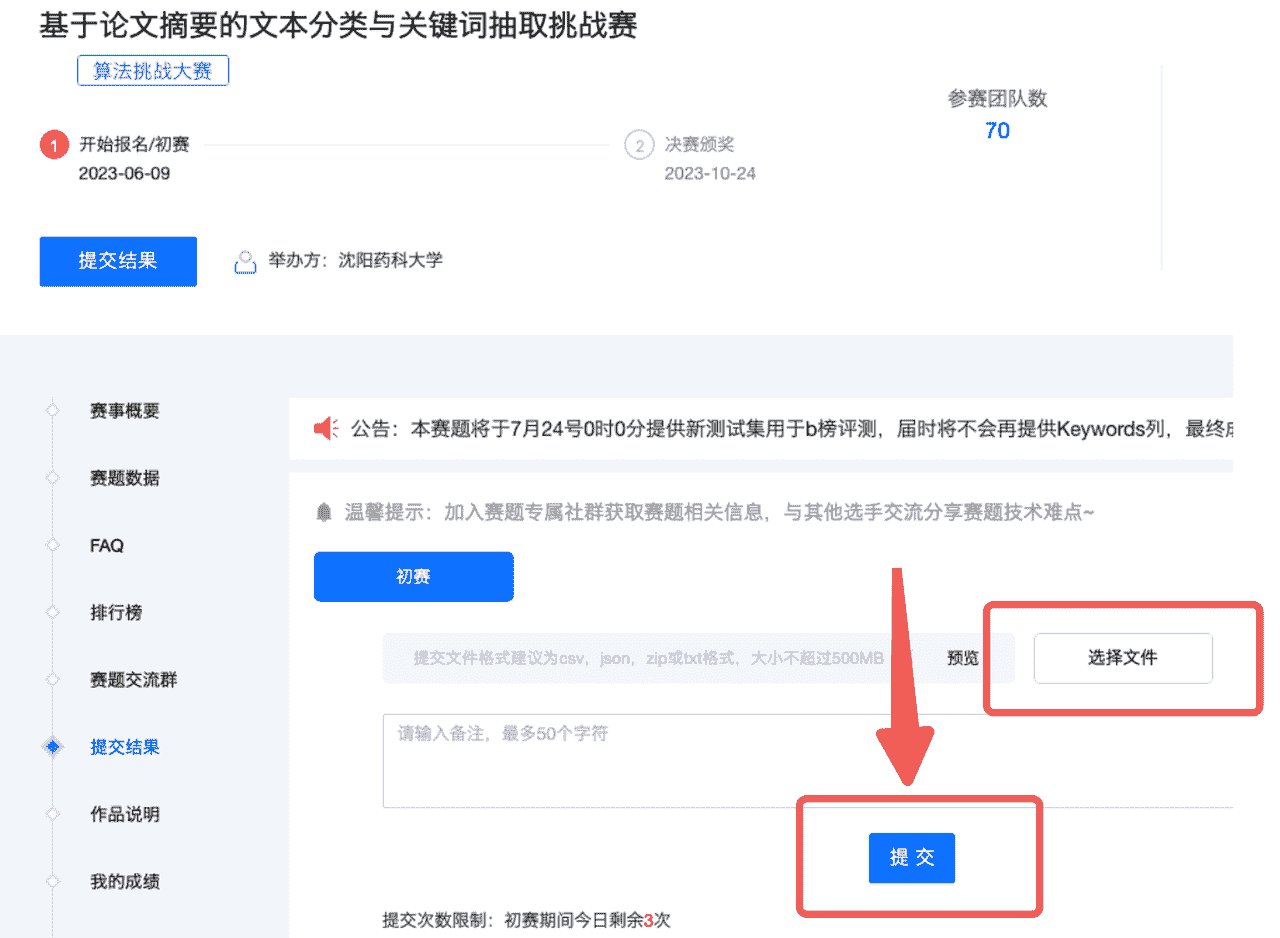 基于论文摘要的文本分类与关键词抽取挑战赛
算法挑战大赛
参赛团队数
70
1 开始报名/初赛
2023-06-09
2 决赛颁奖
2023-10-24
提交结果
举办方：沈阳药科大学
赛事概要
赛题数据
FAQ
排行榜
赛题交流群
提交结果
作品说明
我的成绩
公告：本赛题将于7月24号0时0分提供新测试集用于b榜评测，届时将不会再提供Keywords列，最终
温馨提示：加入赛题专属社群获取赛题相关信息，与其他选手交流分享赛题技术难点~
初赛
提交文件格式建议为csv，json，zip或txt格式，大小不超过500MB
预览
选择文件
请输入备注，最多50个字符
提 交
提交次数限制：初赛期间今日剩余3次